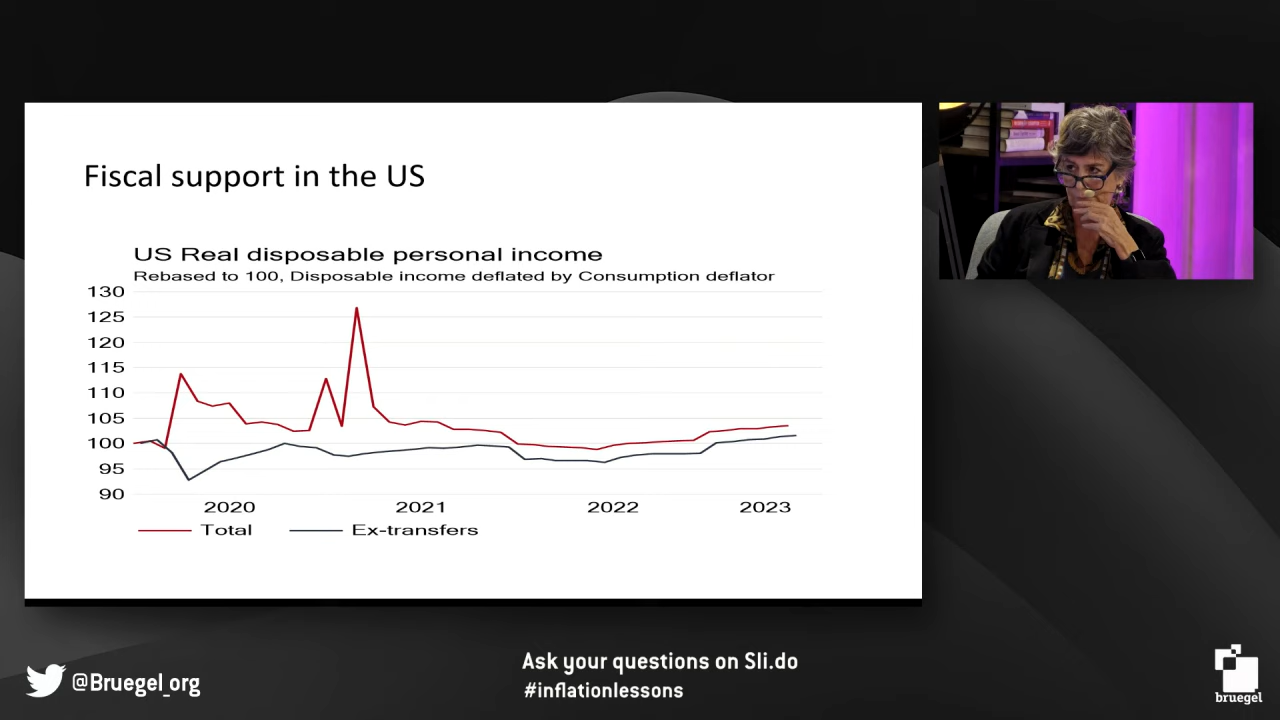 Fiscal support in the US
US Real disposable personal income
Rebased to 100, Disposable income deflated by Consumption deflator
130
125
120
115
110
105
100
95
90
2020 2021 2022 2023
Total Ex-transfers
@Bruegel_org
Ask your questions on Sli.do
#inflationlessons
bruegel